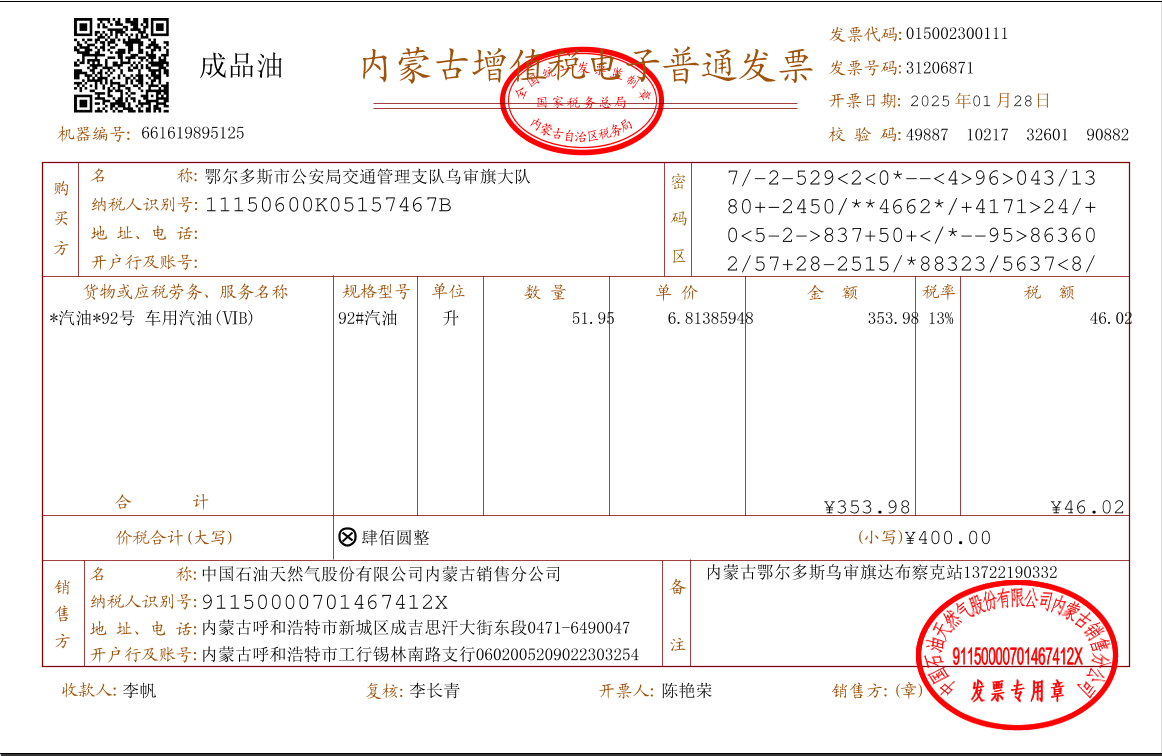 成品油
内蒙古增值税电子普通发票
全国统一发票监制章
国家税务总局
内蒙古自治区税务局
发票代码: 015002300111
发票号码: 31206871
开票日期: 2025 年01 月28 日
机器编号: 661619895125
校 验 码: 49887 10217 32601 90882
购买方
名 称: 鄂尔多斯市公安局交通管理支队乌审旗大队
纳税人识别号: 11150600K05157467B
地 址、电 话:
开户行及账号:
密码区
7/-2-529<2<0*--<4>96>043/13
80+-2450/**4662*/+4171>24/+
0<5-2->837+50+</*--95>86360
2/57+28-2515/*88323/5637<8/
货物或应税劳务、服务名称 规格型号 单位 数 量 单 价 金 额 税率 税 额
*汽油*92号 车用汽油(VIB) 92#汽油 升 51.95 6.81385948 353.98 13% 46.02
合 计 ¥353.98 ¥46.02
价税合计(大写) ⊗肆佰圆整 (小写)¥400.00
销售方
名 称: 中国石油天然气股份有限公司内蒙古销售分公司
纳税人识别号: 91150000701467412X
地 址、电 话: 内蒙古呼和浩特市新城区成吉思汗大街东段0471-6490047
开户行及账号: 内蒙古呼和浩特市工行锡林南路支行0602005209022303254
备注
内蒙古鄂尔多斯乌审旗达布察克站13722190332
收款人: 李帆 复核: 李长青 开票人: 陈艳荣 销售方: (章)
中国石油天然气股份有限公司内蒙古销售分公司
91150000701467412X
发票专用章